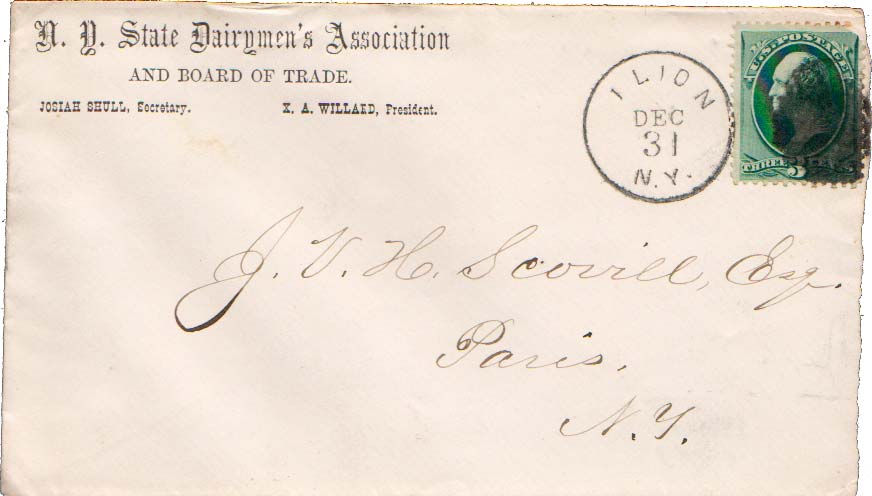 N. Y. State Dairymen's Association
AND BOARD OF TRADE.
JOSIAH SHULL, Secretary. X. A. WILLARD, President.
ILION
DEC
31
N.Y.
U.S. POSTAGE
THREE 3 CENTS
J. V. H. Scovill, Esq.
Paris,
N.Y.